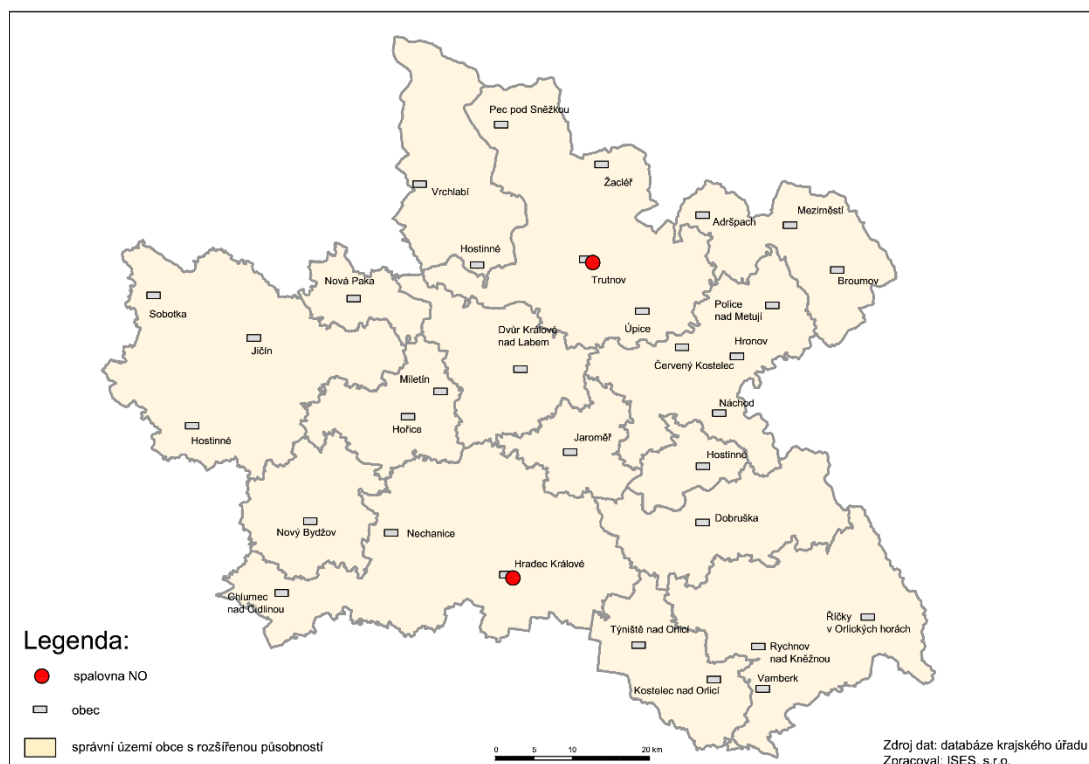 Pec pod Sněžkou
Žacléř
Vrchlabí
Adršpach
Meziměstí
Hostinné
Trutnov
Broumov
Nová Paka
Sobotka
Police
nad Metují
Úpice
Dvůr Králové
nad Labem
Hronov
Jičín
Červený Kostelec
Miletín
Náchod
Hořice
Hostinné
Jaroměř
Hostinné
Dobruška
Nový Bydžov
Nechanice
Hradec Králové
Chlumec
nad Cidlinou
Říčky
v Orlických horách
Týniště nad Orlicí
Rychnov
nad Kněžnou
Kostelec nad Orlicí
Vamberk
Legenda:
spalovna NO
obec
správní území obce s rozšířenou působností
0 5 10 20 km
Zdroj dat: databáze krajského úřadu
Zpracoval: ISES, s.r.o.